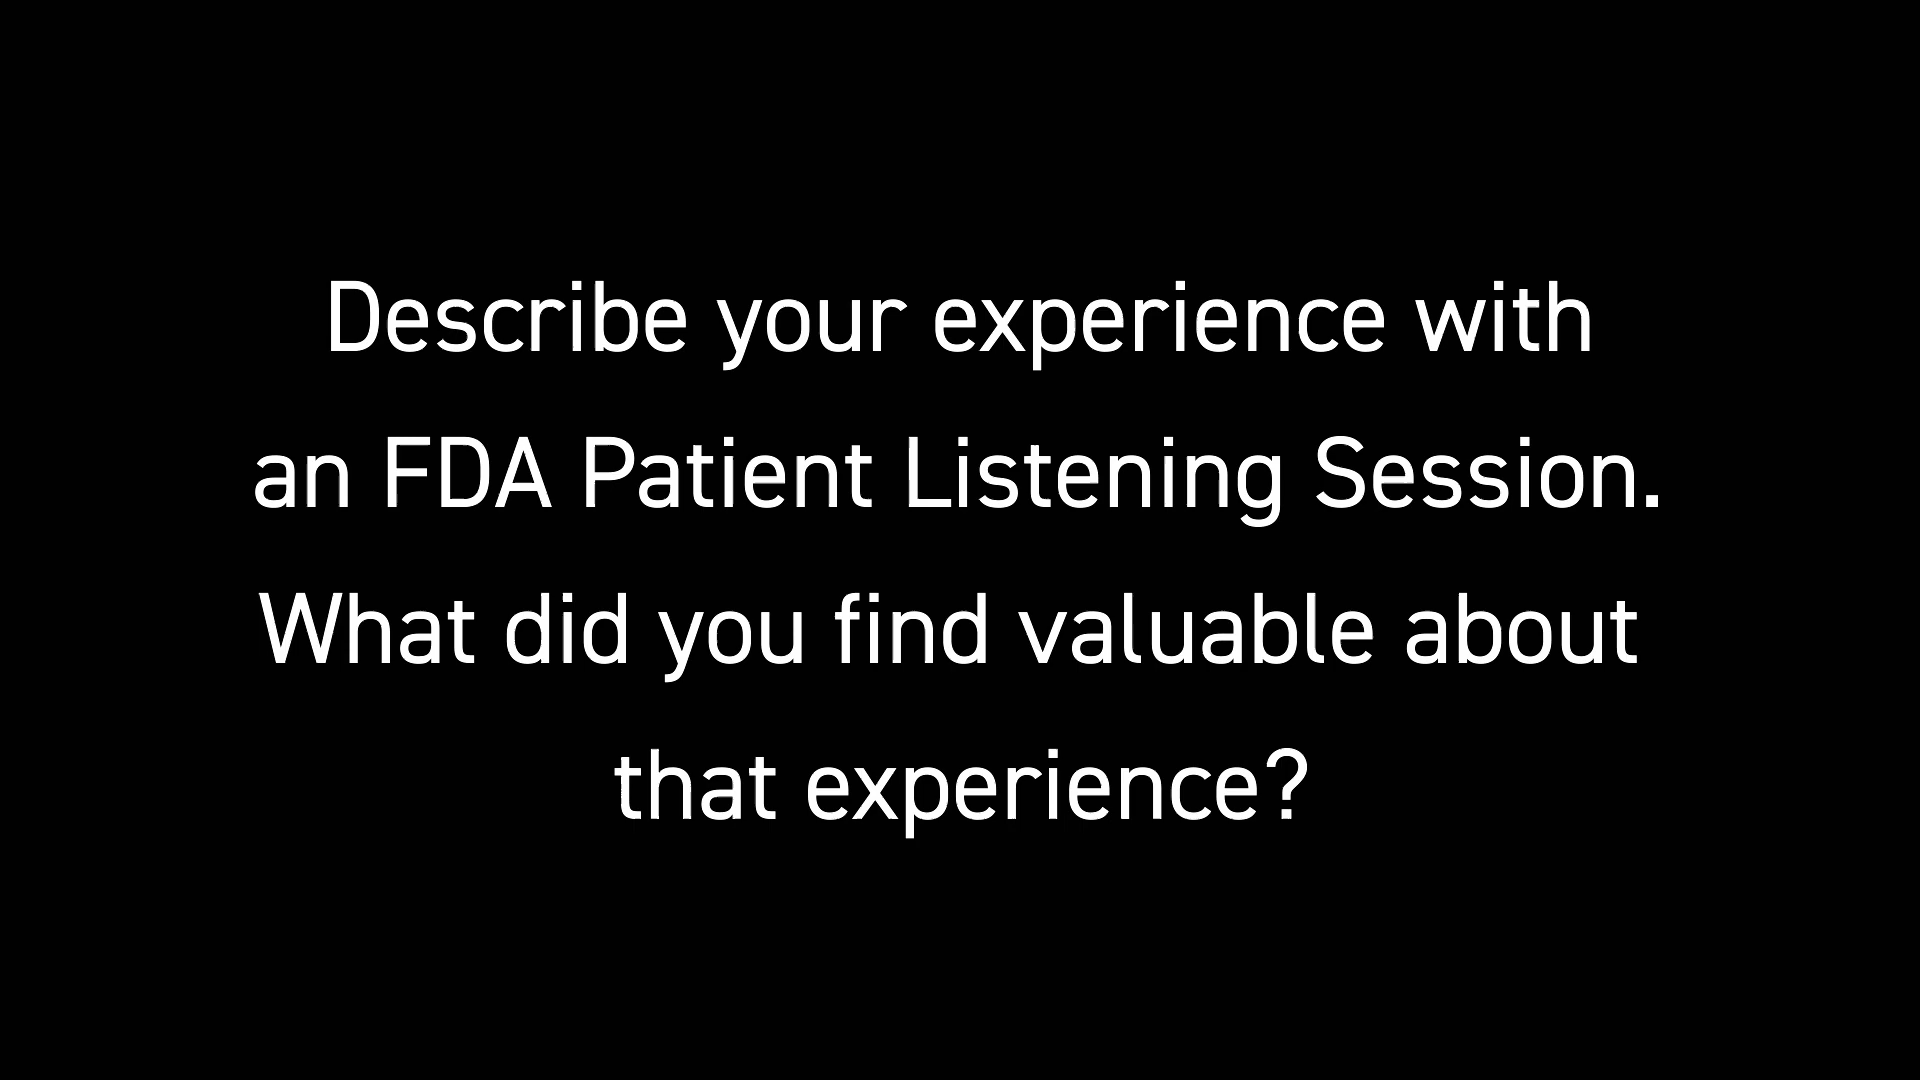 Describe your experience with
an FDA Patient Listening Session.
What did you find valuable about
that experience?